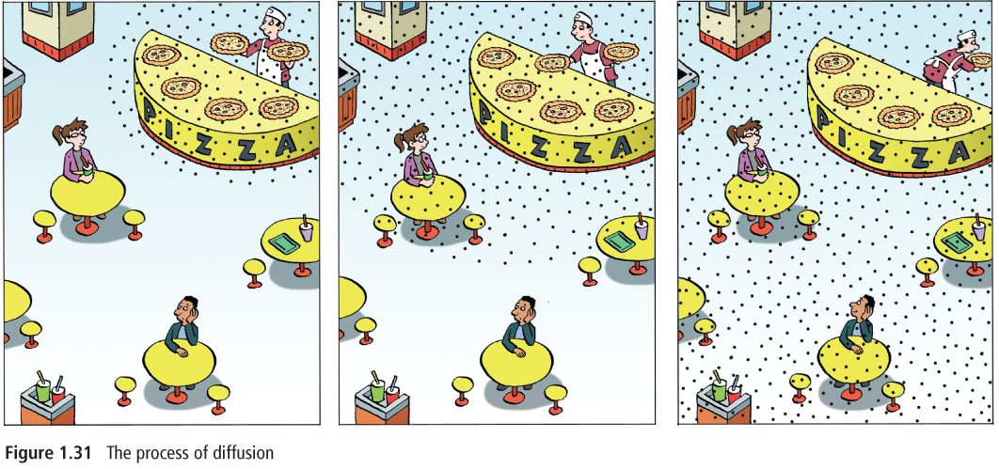 PIZZA
PIZZA
PIZZA
Figure 1.31 The process of diffusion